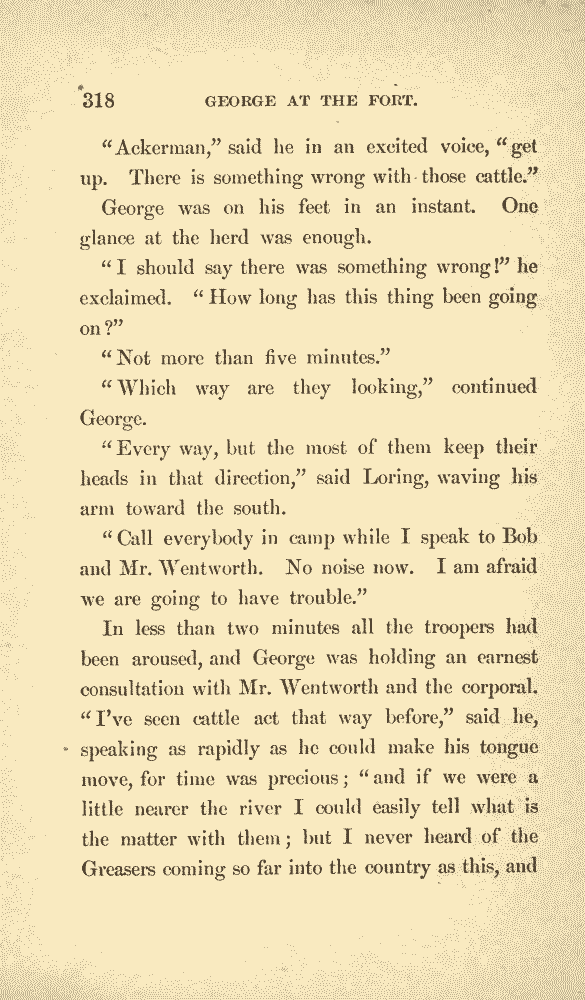 318 GEORGE AT THE FORT.
“Ackerman,” said he in an excited voice, “get
up. There is something wrong with those cattle.”
George was on his feet in an instant. One
glance at the herd was enough.
“I should say there was something wrong!” he
exclaimed. “How long has this thing been going
on?”
“Not more than five minutes.”
“Which way are they looking,” continued
George.
“Every way, but the most of them keep their
heads in that direction,” said Loring, waving his
arm toward the south.
“Call everybody in camp while I speak to Bob
and Mr. Wentworth. No noise now. I am afraid
we are going to have trouble.”
In less than two minutes all the troopers had
been aroused, and George was holding an earnest
consultation with Mr. Wentworth and the corporal.
“I've seen cattle act that way before,” said he,
speaking as rapidly as he could make his tongue
move, for time was precious; “and if we were a
little nearer the river I could easily tell what is
the matter with them; but I never heard of the
Greasers coming so far into the country as this, and